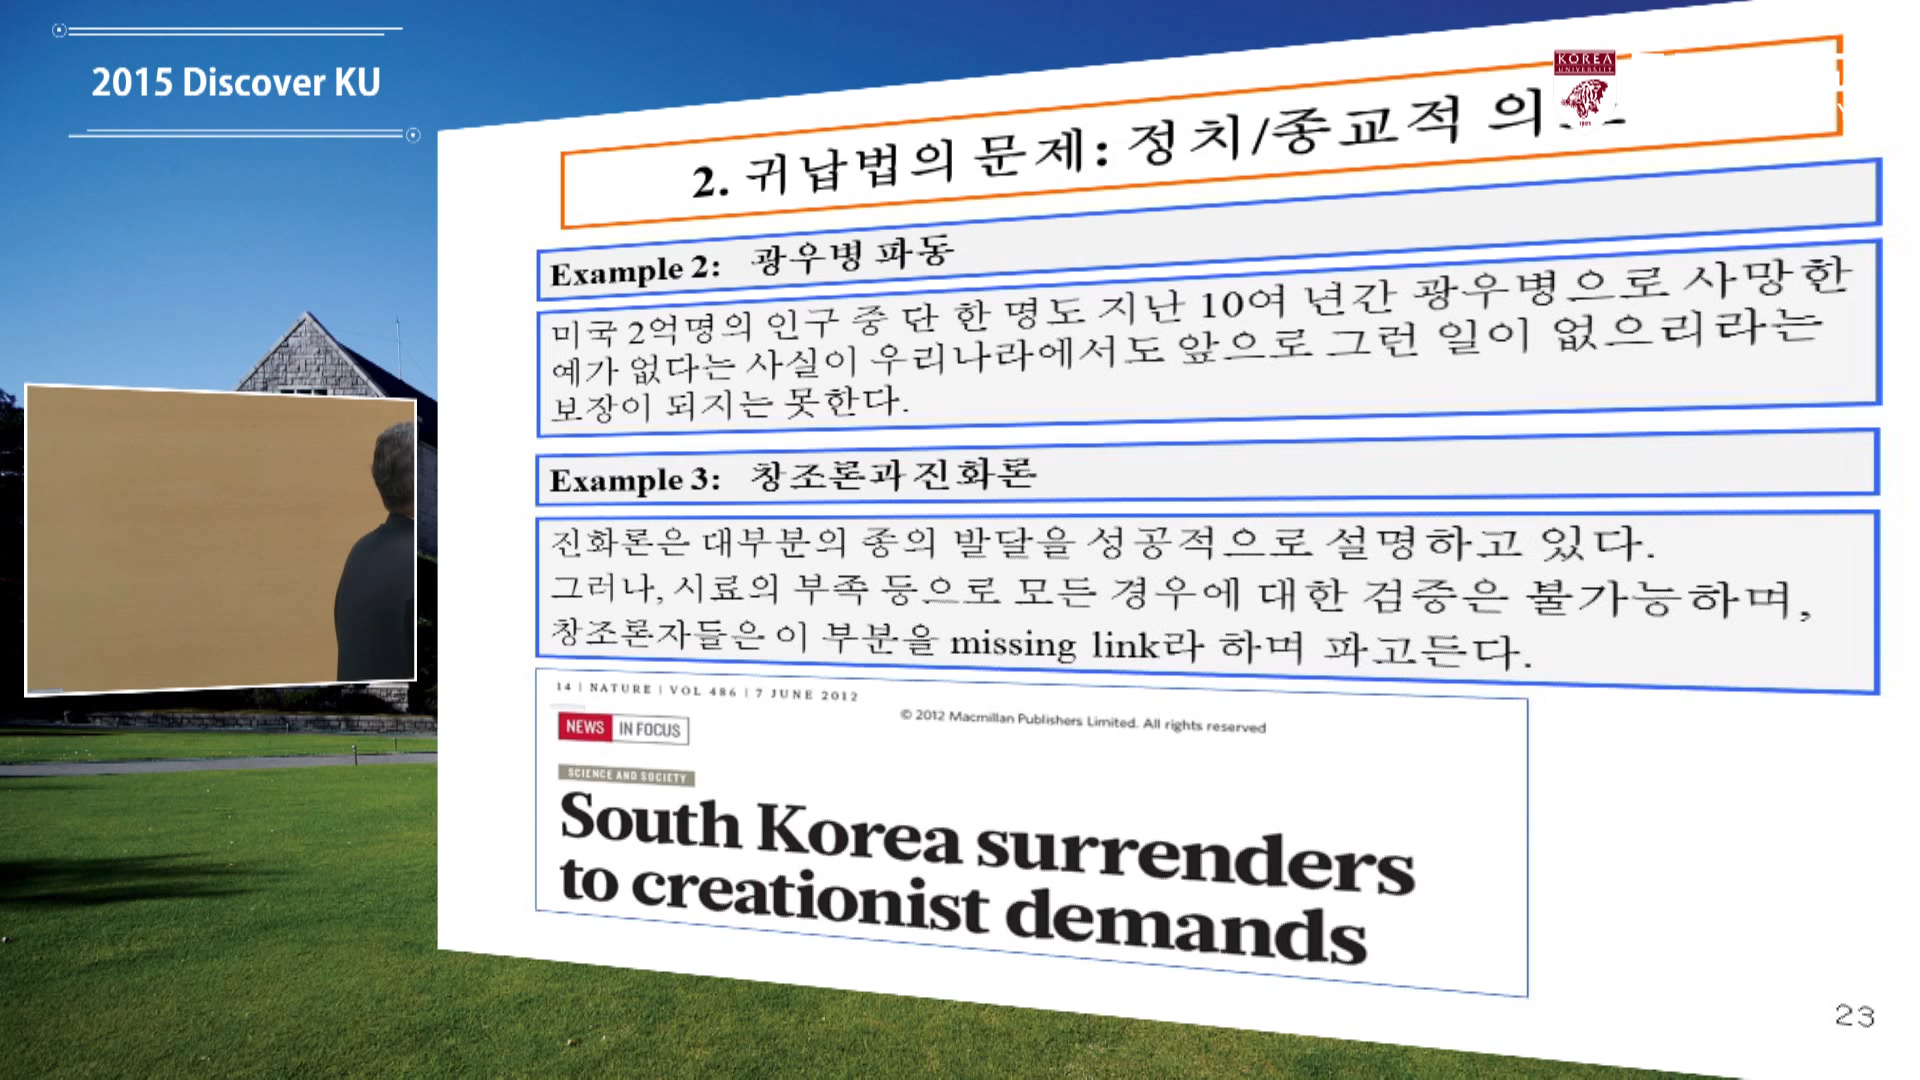 2015 Discover KU
KOREA
UNIVERSITY
2. 귀납법의 문제: 정치/종교적 의
Example 2: 광우병 파동
미국 2억명의 인구 중 단 한 명도 지난 10여 년간 광우병으로 사망한
예가 없다는 사실이 우리나라에서도 앞으로 그런 일이 없으리라는
보장이 되지는 못한다.
Example 3: 창조론과 진화론
진화론은 대부분의 종의 발달을 성공적으로 설명하고 있다.
그러나, 시료의 부족 등으로 모든 경우에 대한 검증은 불가능하며,
창조론자들은 이 부분을 missing link라 하며 파고든다.
14 | NATURE | VOL 486 | 7 JUNE 2012
© 2012 Macmillan Publishers Limited. All rights reserved
NEWS IN FOCUS
SCIENCE AND SOCIETY
South Korea surrenders
to creationist demands
23